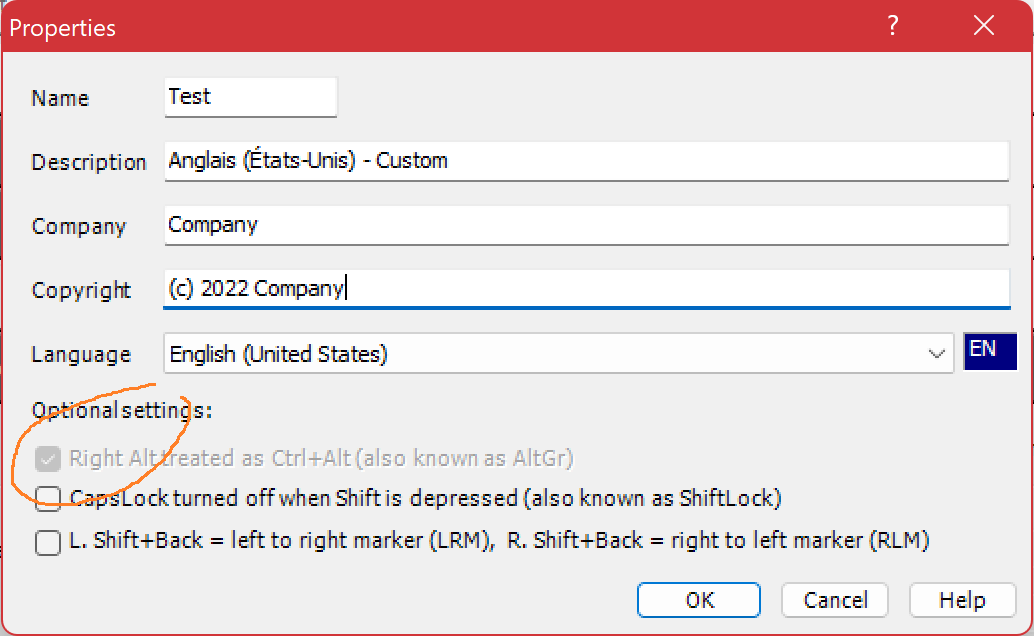 Properties ?
Name Test
Description Anglais (États-Unis) - Custom
Company Company
Copyright (c) 2022 Company
Language English (United States) EN
Optional settings:
Right Alt treated as Ctrl+Alt (also known as AltGr)
CapsLock turned off when Shift is depressed (also known as ShiftLock)
L. Shift+Back = left to right marker (LRM), R. Shift+Back = right to left marker (RLM)
OK Cancel Help